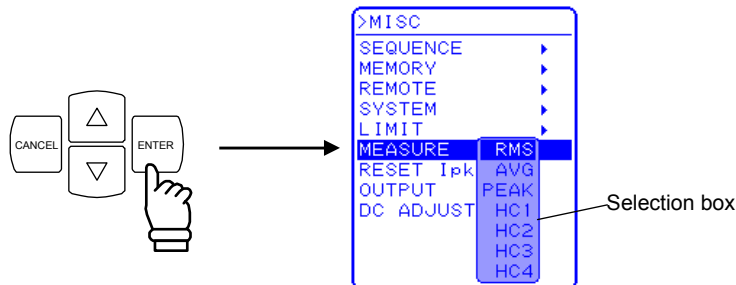 CANCEL
ENTER
>MISC
SEQUENCE
MEMORY
REMOTE
SYSTEM
LIMIT
MEASURE RMS
RESET Ipk AVG
OUTPUT PEAK
DC ADJUST HC1
HC2
HC3
HC4
Selection box